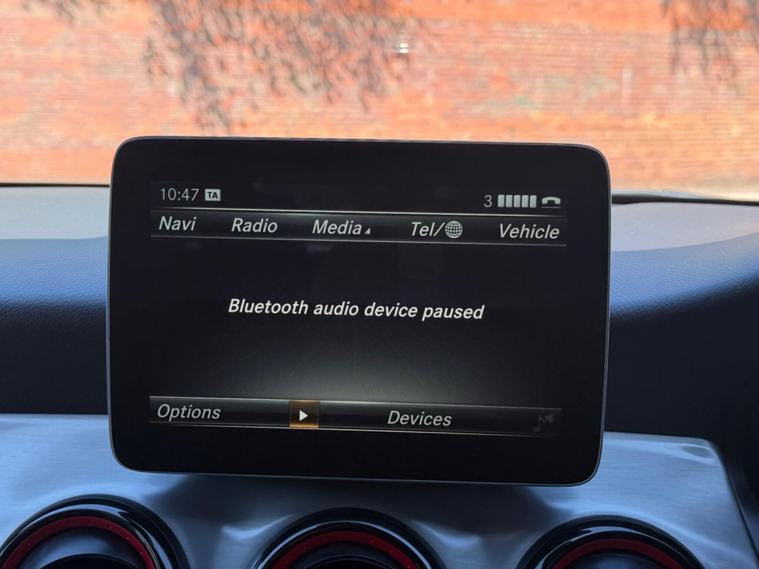 10:47 TA
3
Navi Radio Media Tel/ Vehicle
Bluetooth audio device paused
Options Devices